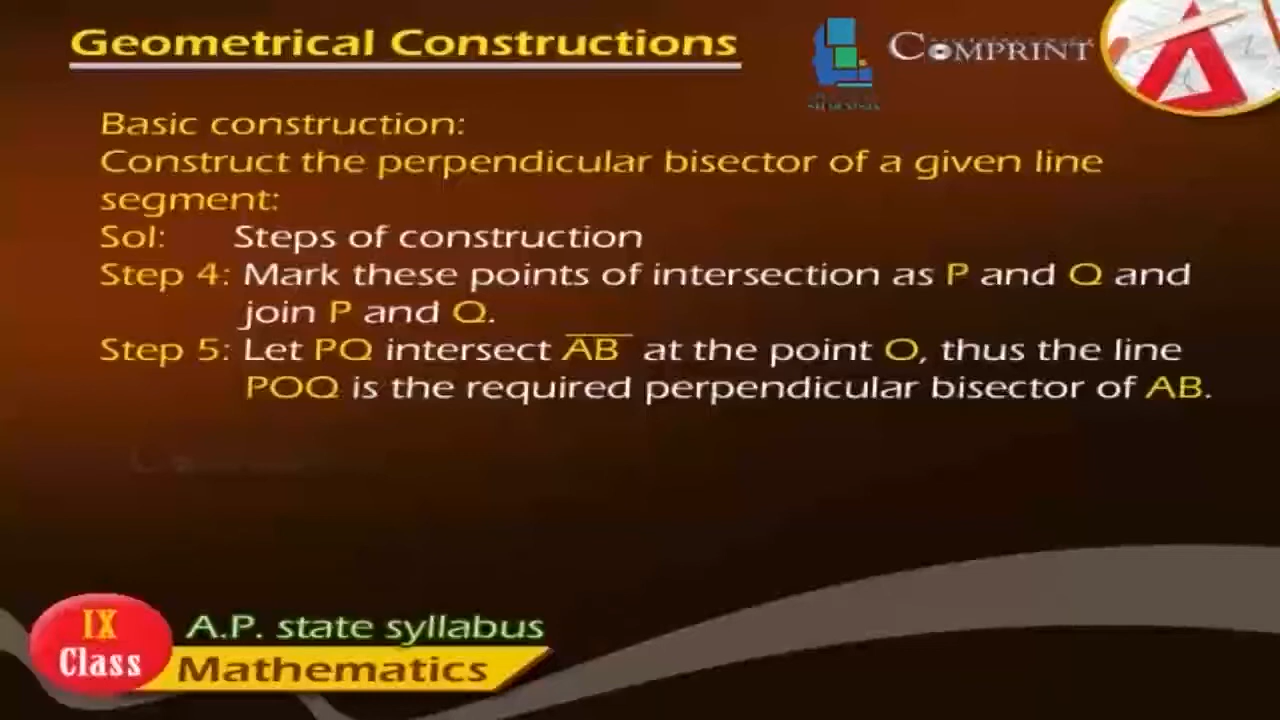 Geometrical Constructions
COMPRINT
Basic construction:
Construct the perpendicular bisector of a given line
segment:
Sol: Steps of construction
Step 4: Mark these points of intersection as P and Q and
join P and Q.
Step 5: Let PQ intersect A̅B̅ at the point O, thus the line
POQ is the required perpendicular bisector of AB.
IX
Class
A.P. state syllabus
Mathematics